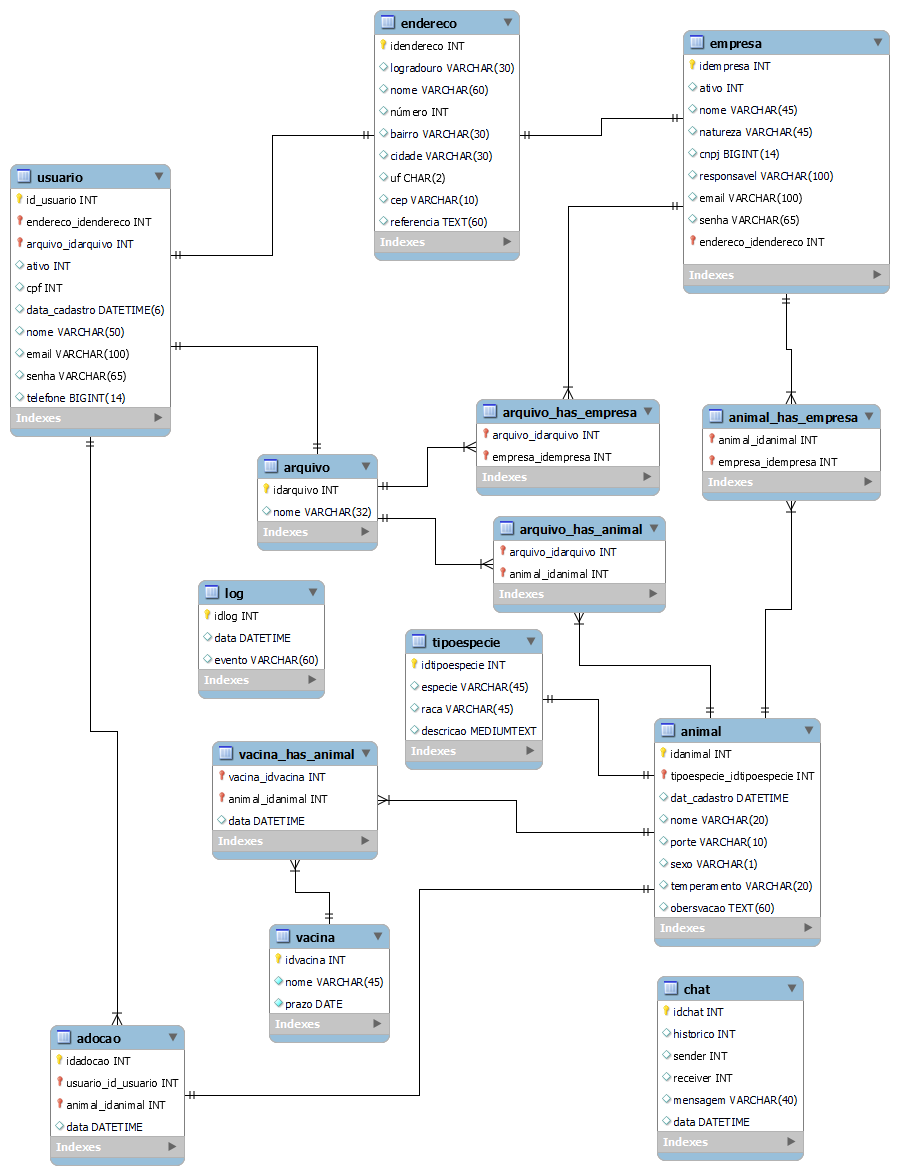 endereco
idendereco INT
logradouro VARCHAR(30)
nome VARCHAR(60)
número INT
bairro VARCHAR(30)
cidade VARCHAR(30)
uf CHAR(2)
cep VARCHAR(10)
referencia TEXT(60)
Indexes
empresa
idempresa INT
ativo INT
nome VARCHAR(45)
natureza VARCHAR(45)
cnpj BIGINT(14)
responsavel VARCHAR(100)
email VARCHAR(100)
senha VARCHAR(65)
endereco_idendereco INT
Indexes
usuario
id_usuario INT
endereco_idendereco INT
arquivo_idarquivo INT
ativo INT
cpf INT
data_cadastro DATETIME(6)
nome VARCHAR(50)
email VARCHAR(100)
senha VARCHAR(65)
telefone BIGINT(14)
Indexes
arquivo_has_empresa
arquivo_idarquivo INT
empresa_idempresa INT
Indexes
animal_has_empresa
animal_idanimal INT
empresa_idempresa INT
Indexes
arquivo
idarquivo INT
nome VARCHAR(32)
Indexes
arquivo_has_animal
arquivo_idarquivo INT
animal_idanimal INT
Indexes
log
idlog INT
data DATETIME
evento VARCHAR(60)
Indexes
tipoespecie
idtipoespecie INT
especie VARCHAR(45)
raca VARCHAR(45)
descricao MEDIUMTEXT
Indexes
animal
idanimal INT
tipoespecie_idtipoespecie INT
dat_cadastro DATETIME
nome VARCHAR(20)
porte VARCHAR(10)
sexo VARCHAR(1)
temperamento VARCHAR(20)
obersvacao TEXT(60)
Indexes
vacina_has_animal
vacina_idvacina INT
animal_idanimal INT
data DATETIME
Indexes
vacina
idvacina INT
nome VARCHAR(45)
prazo DATE
Indexes
adocao
idadocao INT
usuario_id_usuario INT
animal_idanimal INT
data DATETIME
Indexes
chat
idchat INT
historico INT
sender INT
receiver INT
mensagem VARCHAR(40)
data DATETIME
Indexes